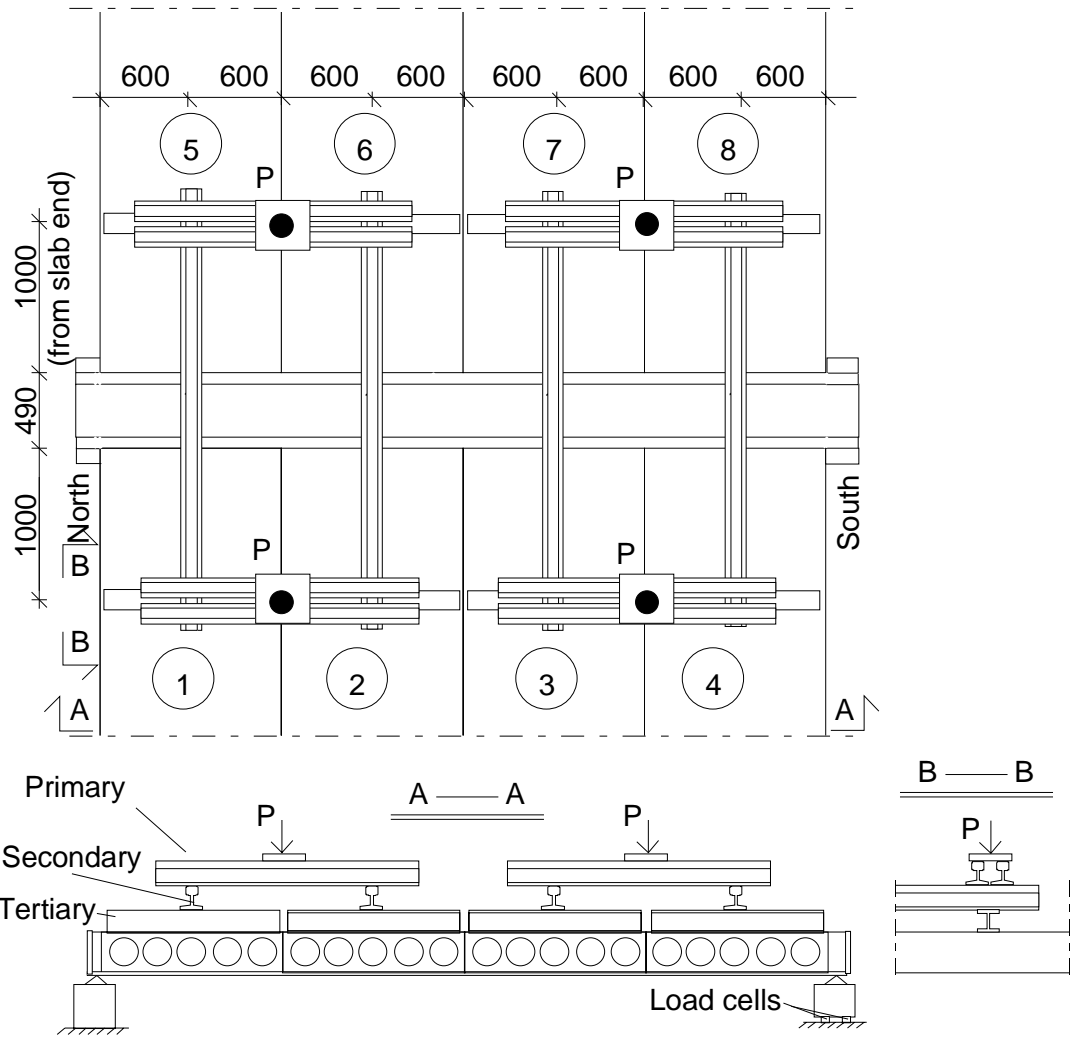 600 600 600 600 600 600 600 600
5 6 7 8
P P
1000
(from slab end)
490
1000
North
South
B
B
P P
1 2 3 4
A A
Primary
Secondary
Tertiary
A A
P P
Load cells
B B
P